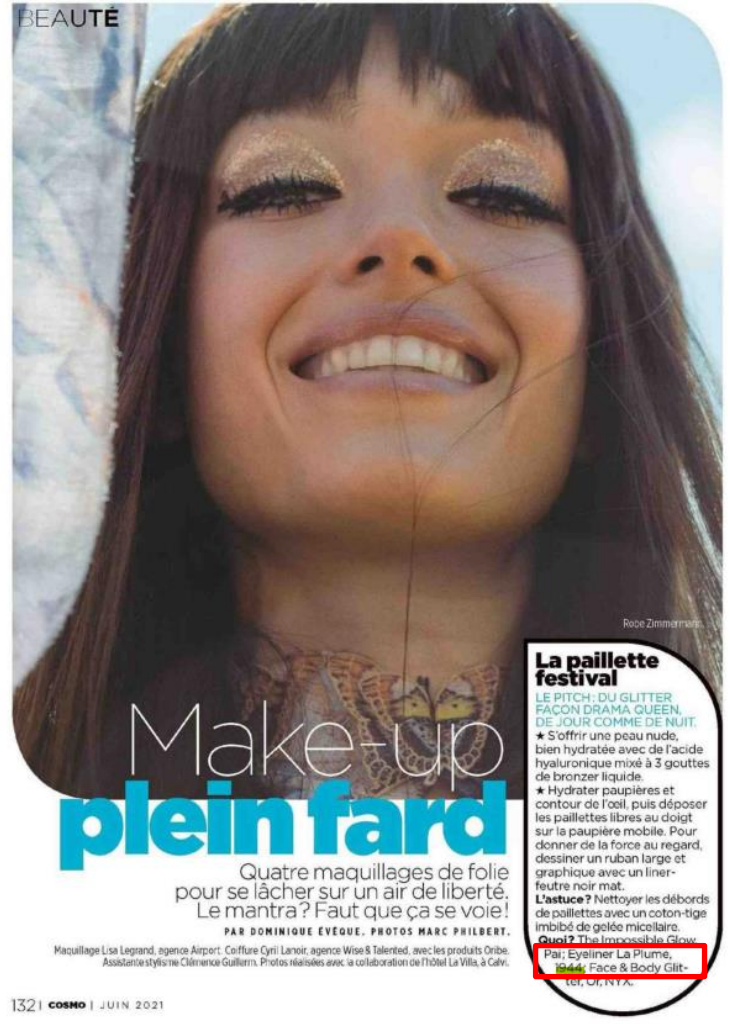 BEAUTÉ
Robe Zimmermann.
Make-up
plein fard
Quatre maquillages de folie
pour se lâcher sur un air de liberté.
Le mantra ? Faut que ça se voie !
PAR DOMINIQUE ÉVÊQUE. PHOTOS MARC PHILBERT.
Maquillage Lisa Legrand, agence Airport. Coiffure Cyril Lanoir, agence Wise & Talented, avec les produits Oribe.
Assistante stylisme Clémence Guillerm. Photos réalisées avec la collaboration de l'hôtel La Villa, à Calvi.
La paillette
festival
LE PITCH : DU GLITTER
FAÇON DRAMA QUEEN,
DE JOUR COMME DE NUIT.
★ S'offrir une peau nude,
bien hydratée avec de l'acide
hyaluronique mixé à 3 gouttes
de bronzer liquide.
★ Hydrater paupières et
contour de l'œil, puis déposer
les paillettes libres au doigt
sur la paupière mobile. Pour
donner de la force au regard,
dessiner un ruban large et
graphique avec un liner-
feutre noir mat.
L'astuce ? Nettoyer les débords
de paillettes avec un coton-tige
imbibé de gelée micellaire.
Quoi ? The Impossible Glow,
Pai ; Eyeliner La Plume,
1944 ; Face & Body Glit-
ter, Or, NYX.
132 | COSMO | JUIN 2021